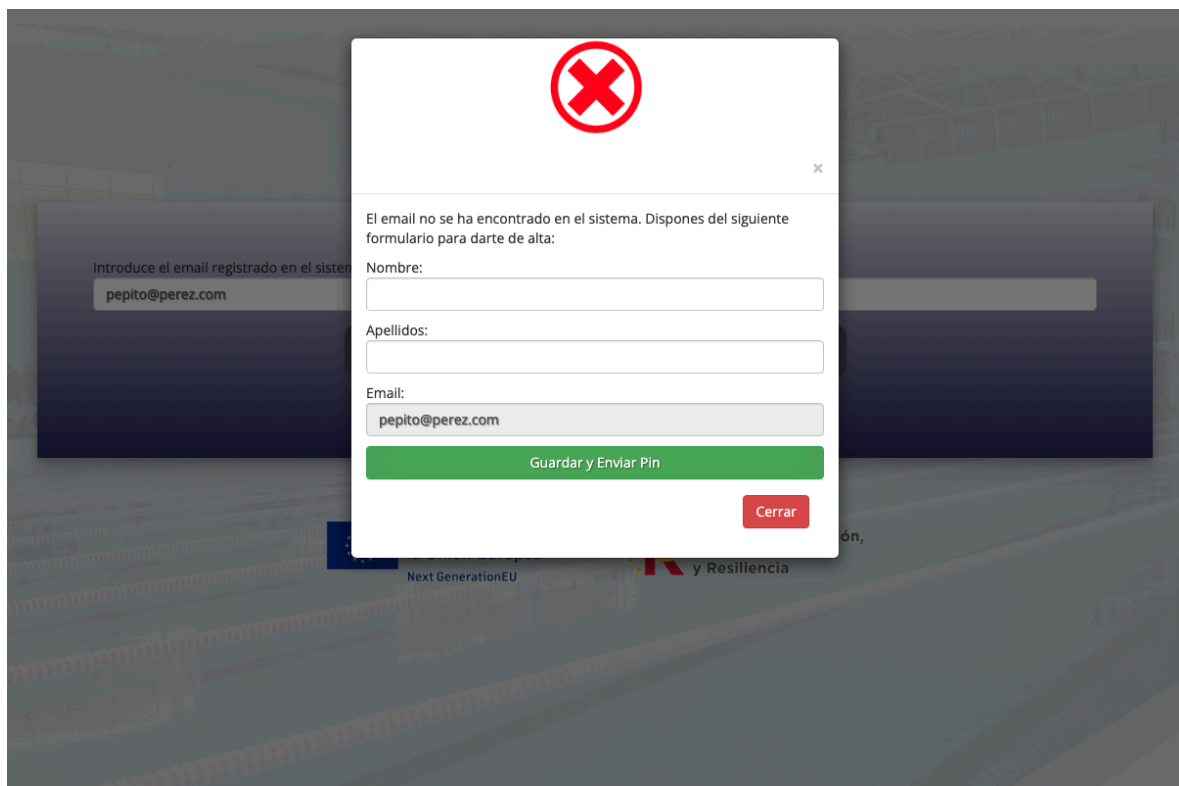 El email no se ha encontrado en el sistema. Dispones del siguiente
formulario para darte de alta:
Nombre:
Apellidos:
Email:
pepito@perez.com
Guardar y Enviar Pin
Cerrar
Introduce el email registrado en el
pepito@perez.com
Next GenerationEU
y Resiliencia